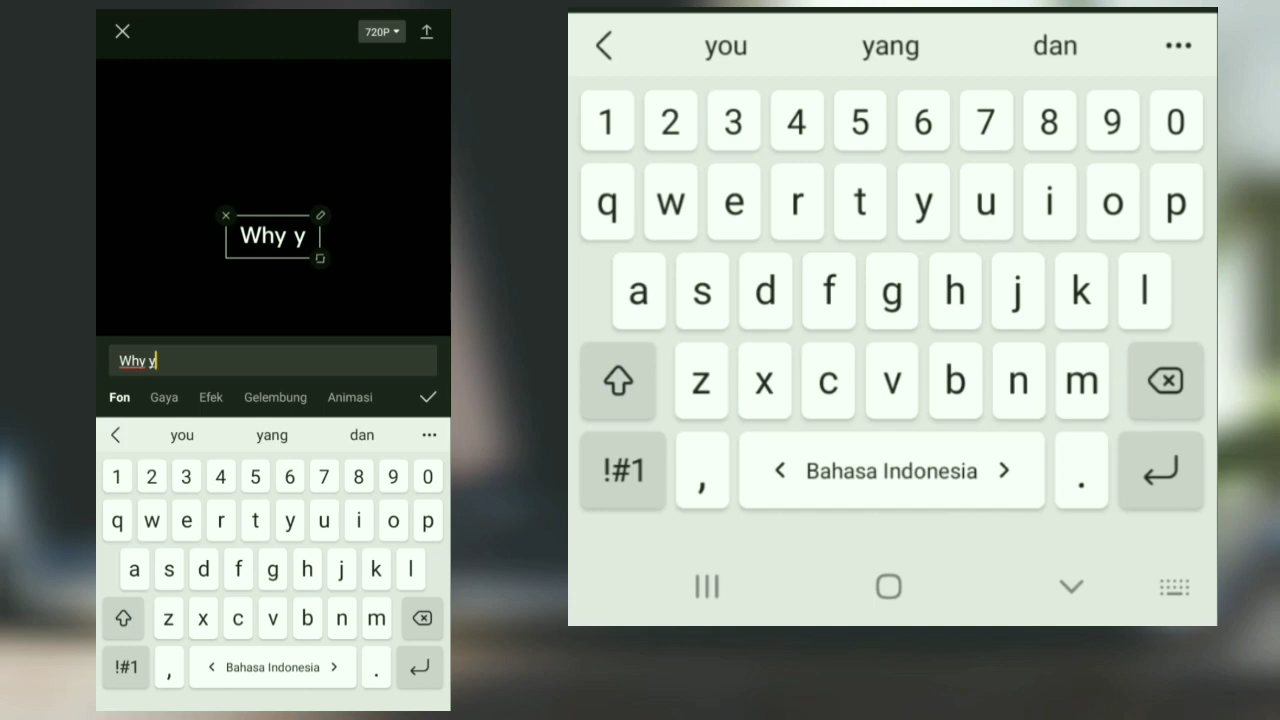 720P
Why y
Why y
Fon Gaya Efek Gelembung Animasi
you yang dan
1 2 3 4 5 6 7 8 9 0
q w e r t y u i o p
a s d f g h j k l
z x c v b n m
!#1 , < Bahasa Indonesia > .
you yang dan
1 2 3 4 5 6 7 8 9 0
q w e r t y u i o p
a s d f g h j k l
z x c v b n m
!#1 , < Bahasa Indonesia > .